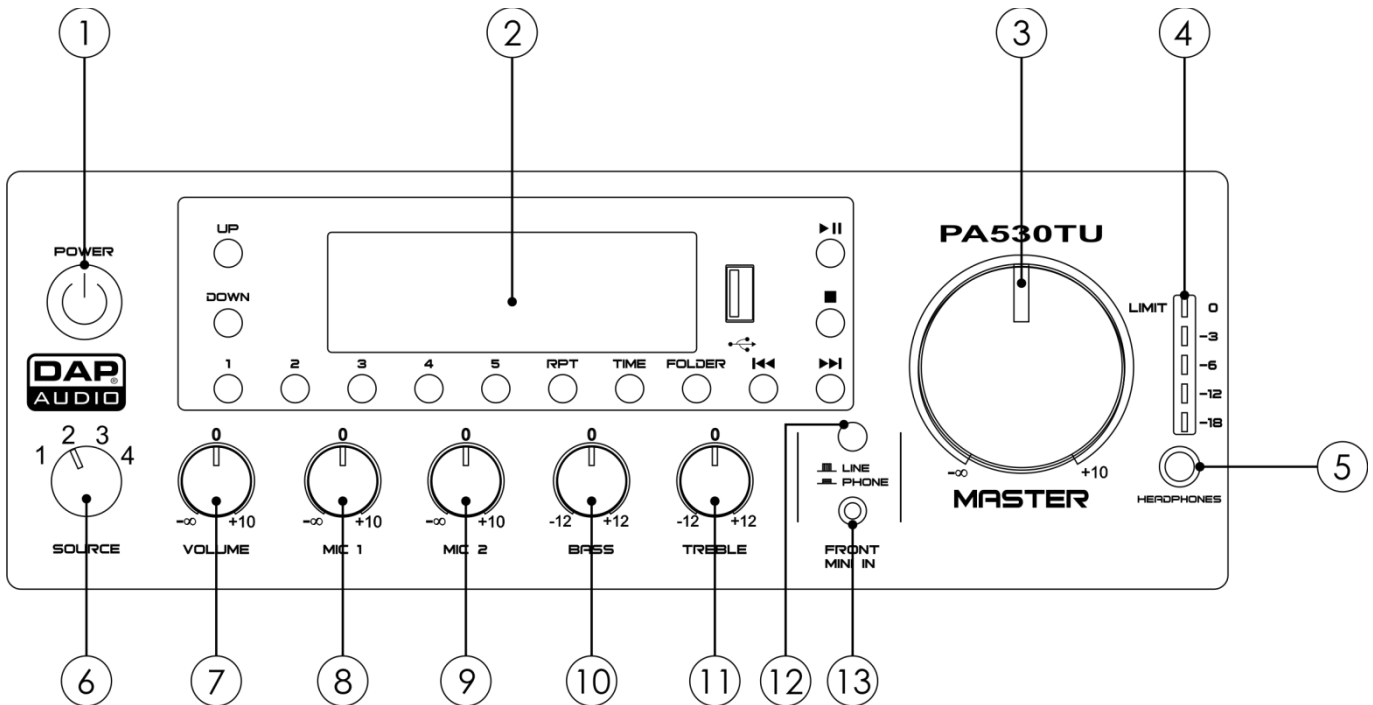 1 2 3 4
POWER
UP
DOWN
1 2 3 4 5 RPT TIME FOLDER
PA530TU
LIMIT 0
-3
-6
-12
-18
DAP®
AUDIO
1 2 3 4
SOURCE
0
-∞ +10
VOLUME
0
-∞ +10
MIC 1
0
-∞ +10
MIC 2
0
-12 +12
BASS
0
-12 +12
TREBLE
LINE
PHONE
FRONT
MINI IN
-∞ +10
MASTER
HEADPHONES
5
6 7 8 9 10 11 12 13